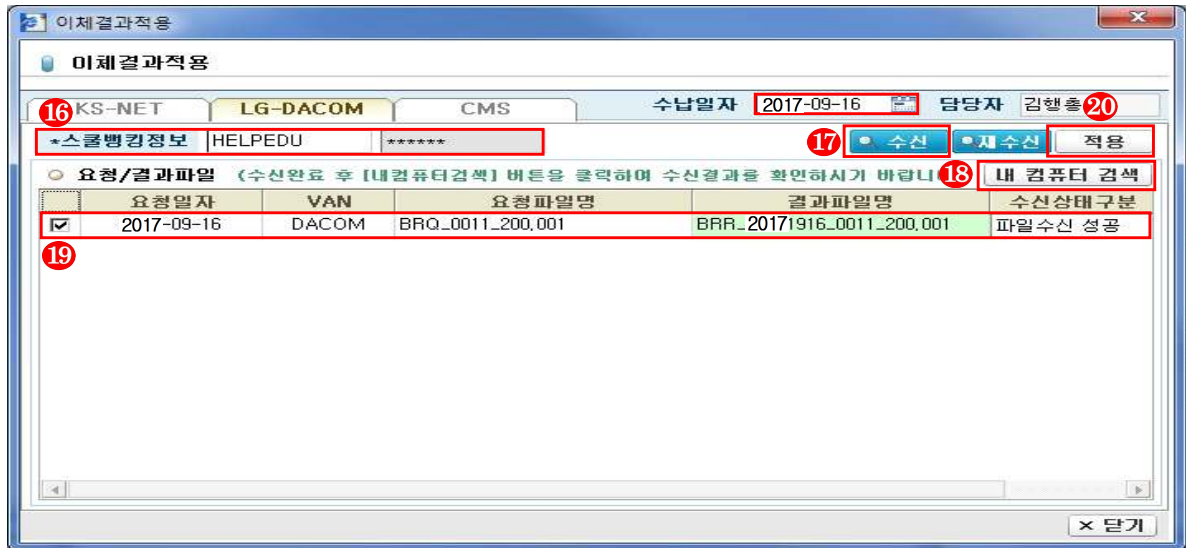 이체결과적용
이체결과적용
⑯ KS-NET LG-DACOM CMS 수납일자 2017-09-16 담당자 김행총 ⑳
*스쿨뱅킹정보 HELPEDU ****** ⑰ 수신 재수신 적용
요청/결과파일 (수신완료 후 [내컴퓨터검색] 버튼을 클릭하여 수신결과를 확인하시기 바랍니 ⑱ 내 컴퓨터 검색
요청일자 VAN 요청파일명 결과파일명 수신상태구분
2017-09-16 DACOM BRQ_0011_200,001 BRR_20171916_0011_200,001 파일수신 성공
⑲
× 닫기